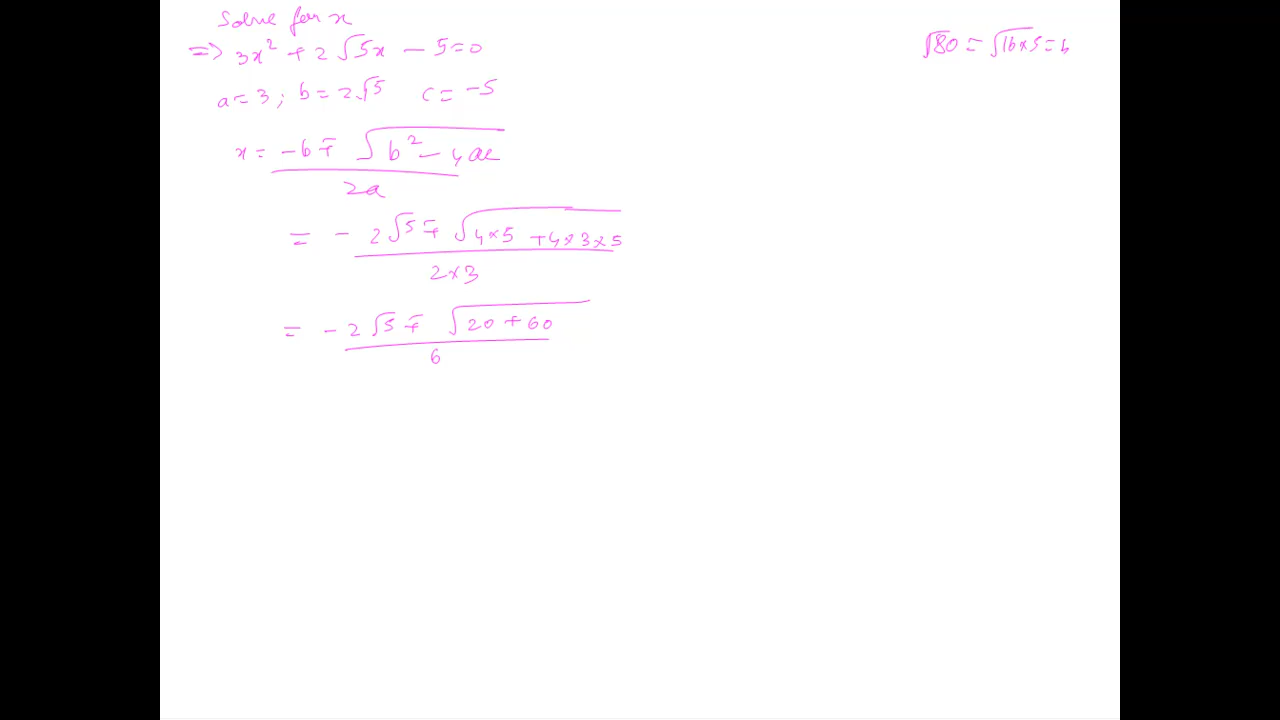 Solve for x
=> 3x² + 2√5x - 5 = 0
a = 3 ; b = 2√5 c = -5
x = (-b ∓ √(b² - 4ac)) / 2a
= (-2√5 ∓ √(4×5 + 4×3×5)) / 2×3
= (-2√5 ∓ √(20 + 60)) / 6
√80 = √16×5 =